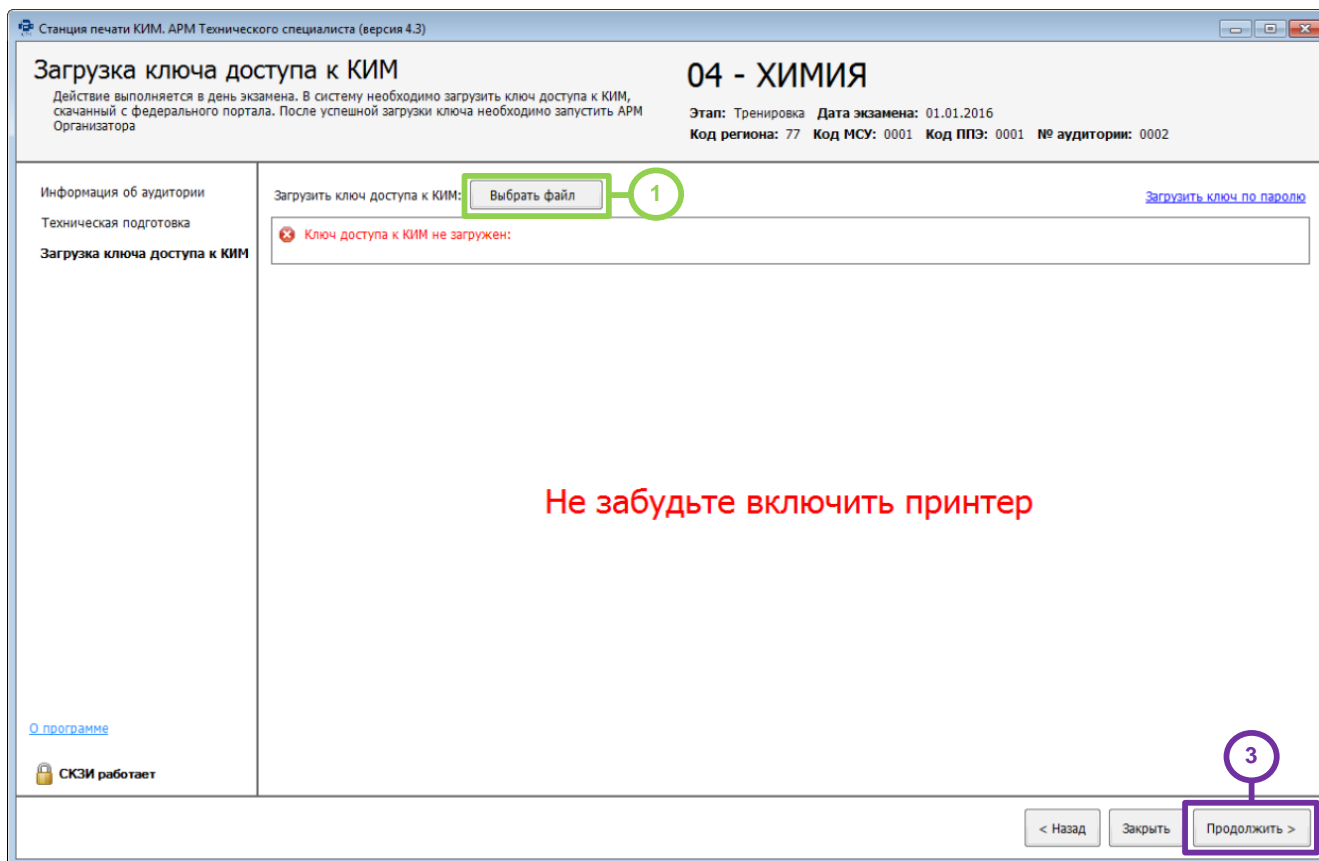 Станция печати КИМ. АРМ Технического специалиста (версия 4.3)
Загрузка ключа доступа к КИМ
Действие выполняется в день экзамена. В систему необходимо загрузить ключ доступа к КИМ,
скачанный с федерального портала. После успешной загрузки ключа необходимо запустить АРМ
Организатора
04 - ХИМИЯ
Этап: Тренировка Дата экзамена: 01.01.2016
Код региона: 77 Код МСУ: 0001 Код ППЭ: 0001 № аудитории: 0002
Информация об аудитории
Техническая подготовка
Загрузка ключа доступа к КИМ
Загрузить ключ доступа к КИМ: Выбрать файл 1 Загрузить ключ по паролю
Ключ доступа к КИМ не загружен:
Не забудьте включить принтер
О программе
СКЗИ работает
3
< Назад Закрыть Продолжить >